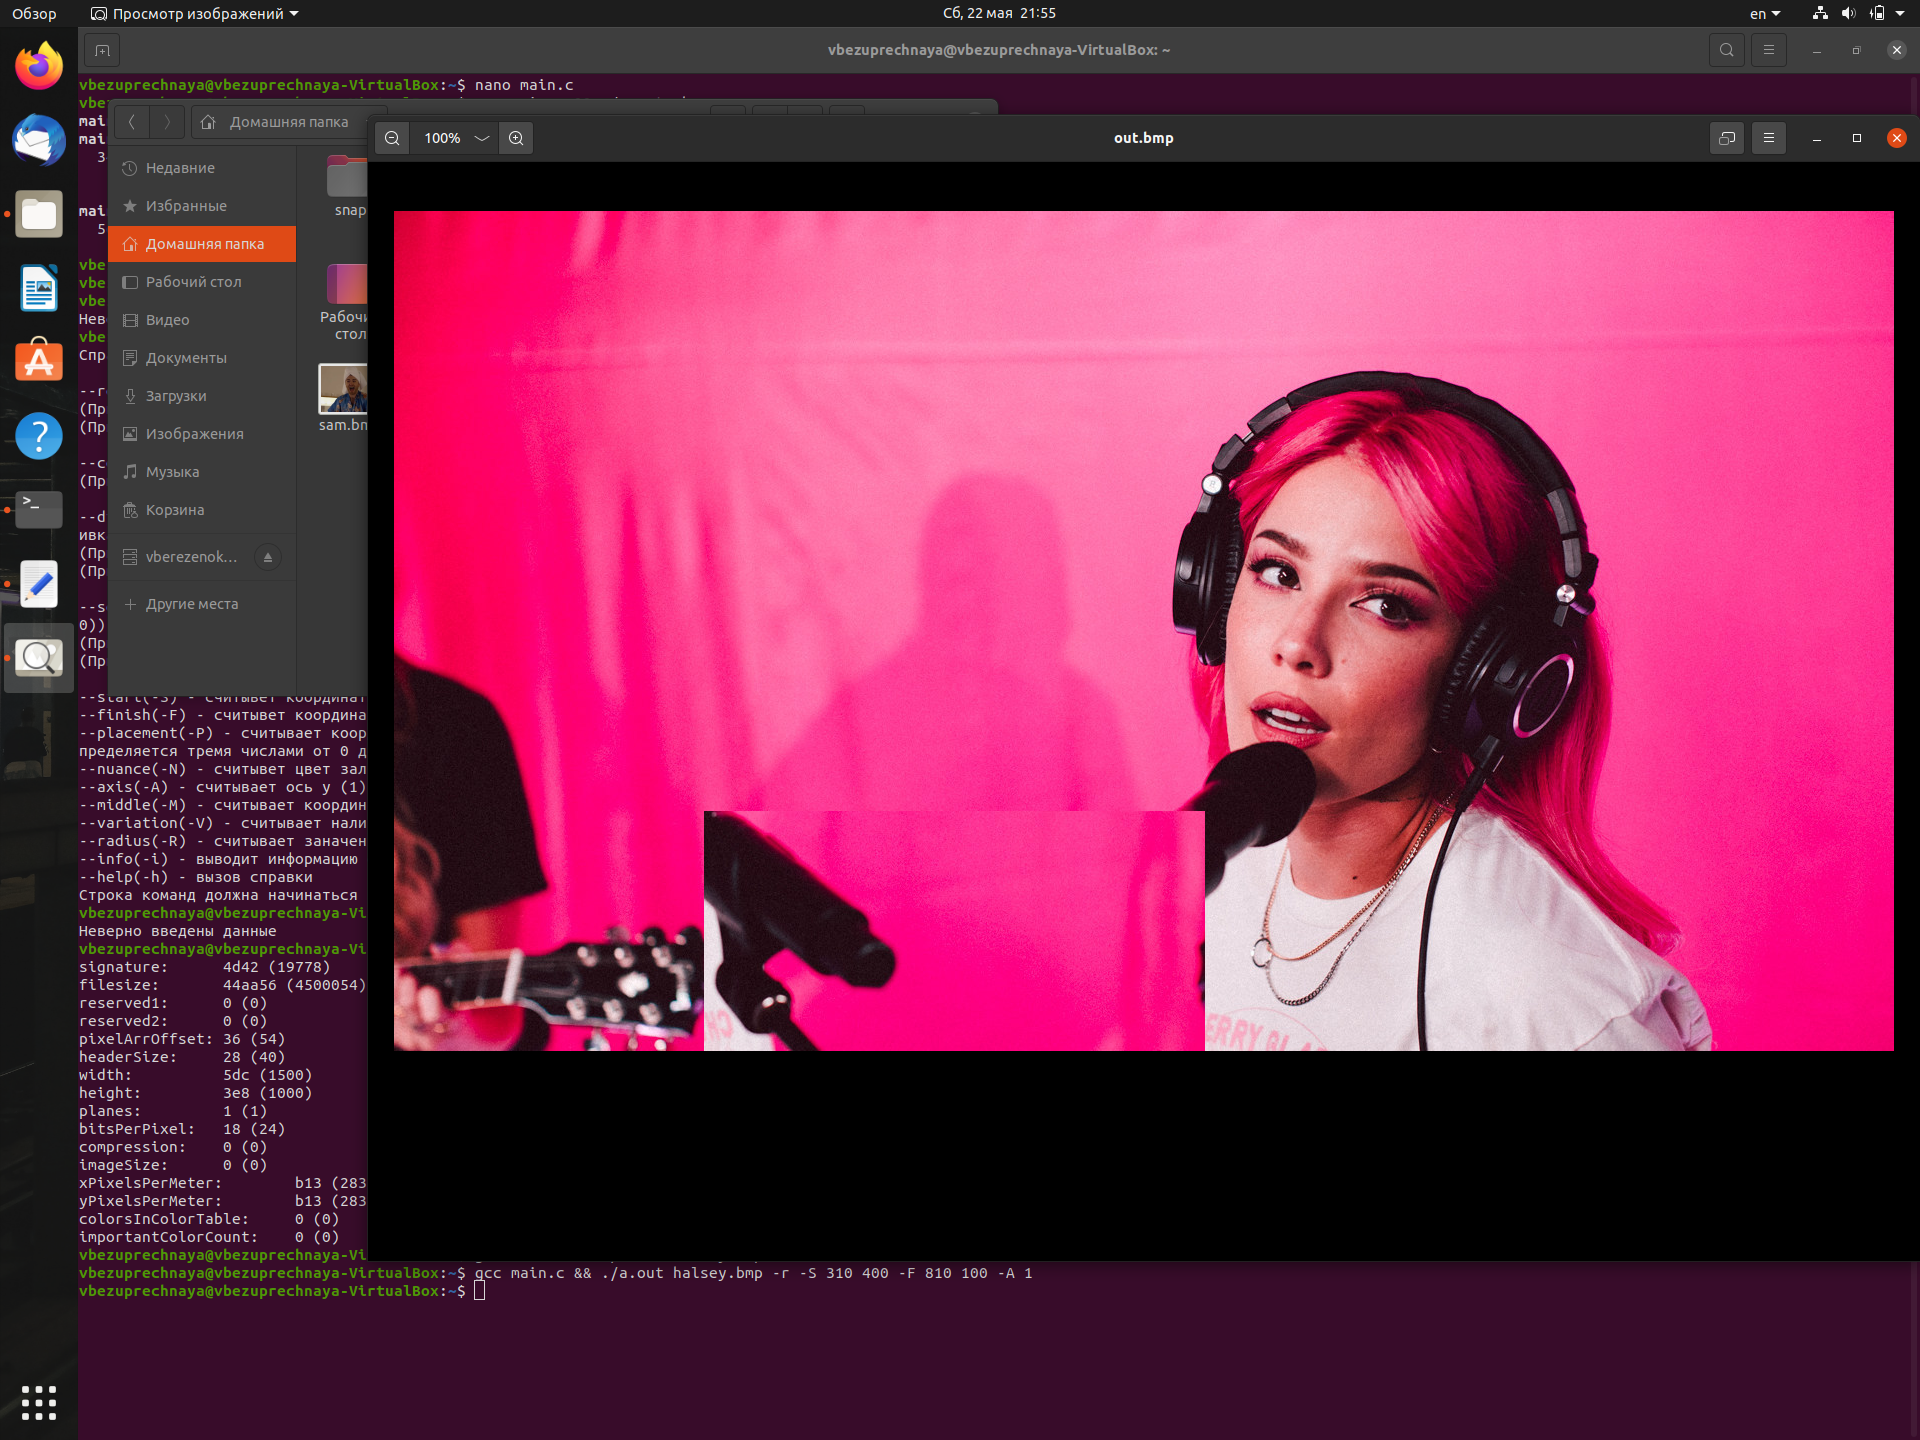 Обзор
Просмотр изображений
Сб, 22 мая 21:55
en
vbezuprechnaya@vbezuprechnaya-VirtualBox: ~
vbezuprechnaya@vbezuprechnaya-VirtualBox:~$ nano main.c
vbe
mai
mai
3
mai
5
vbe
vbe
vbe
Нев
vbe
Спр
--r
(Пр
(Пр
--c
(Пр
--d
ивк
(Пр
(Пр
--s
0))
(Пр
(Пр
Домашняя папка
Недавние
Избранные
Домашняя папка
Рабочий стол
Видео
Документы
Загрузки
Изображения
Музыка
Корзина
vberezenok...
Другие места
snap
Рабочи
стол
sam.bm
100%
out.bmp
ERRY GLA
--start(-S) - считывает координат
--finish(-F) - считывет координа
--placement(-P) - считывает коор
пределяется тремя числами от 0 д
--nuance(-N) - считывет цвет зал
--axis(-A) - считывает ось y (1)
--middle(-M) - считывает координ
--variation(-V) - считывает нали
--radius(-R) - считывает заначен
--info(-i) - выводит информацию
--help(-h) - вызов справки
Строка команд должна начинаться
vbezuprechnaya@vbezuprechnaya-Vi
Неверно введены данные
vbezuprechnaya@vbezuprechnaya-Vi
signature: 4d42 (19778)
filesize: 44aa56 (4500054)
reserved1: 0 (0)
reserved2: 0 (0)
pixelArrOffset: 36 (54)
headerSize: 28 (40)
width: 5dc (1500)
height: 3e8 (1000)
planes: 1 (1)
bitsPerPixel: 18 (24)
compression: 0 (0)
imageSize: 0 (0)
xPixelsPerMeter: b13 (283
yPixelsPerMeter: b13 (283
colorsInColorTable: 0 (0)
importantColorCount: 0 (0)
vbezuprechnaya@vbezuprechnaya-Vi
vbezuprechnaya@vbezuprechnaya-VirtualBox:~$ gcc main.c && ./a.out halsey.bmp -r -S 310 400 -F 810 100 -A 1
vbezuprechnaya@vbezuprechnaya-VirtualBox:~$